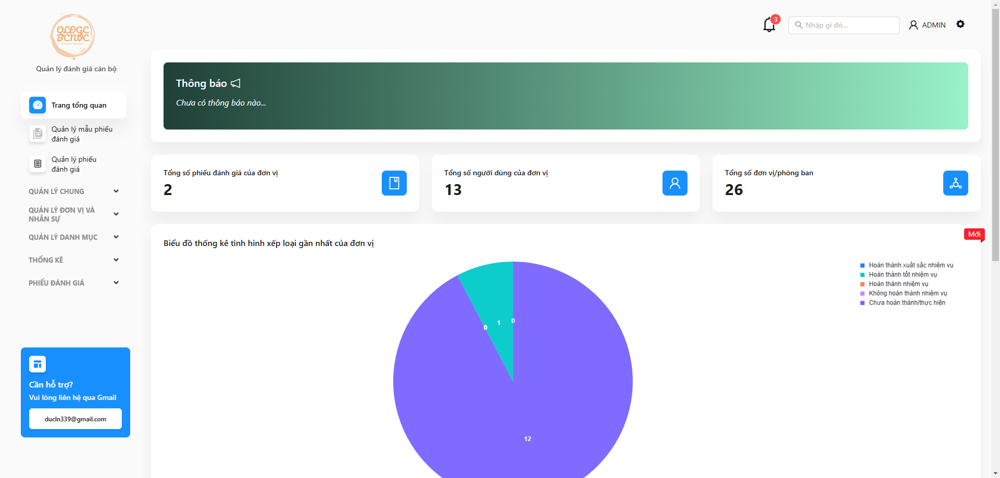 QLĐGC
BCNVC
Quản lý đánh giá cán bộ
Trang tổng quan
Quản lý mẫu phiếu
đánh giá
Quản lý phiếu
đánh giá
QUẢN LÝ CHUNG
QUẢN LÝ ĐƠN VỊ VÀ
NHÂN SỰ
QUẢN LÝ DANH MỤC
THỐNG KÊ
PHIẾU ĐÁNH GIÁ
Cần hỗ trợ?
Vui lòng liên hệ qua Gmail
ducln339@gmail.com
3
Nhập gì đó...
ADMIN
Thông báo
Chưa có thông báo nào...
Tổng số phiếu đánh giá của đơn vị
2
Tổng số người dùng của đơn vị
13
Tổng số đơn vị/phòng ban
26
Mới
Biểu đồ thống kê tình hình xếp loại gần nhất của đơn vị
Hoàn thành xuất sắc nhiệm vụ
Hoàn thành tốt nhiệm vụ
Hoàn thành nhiệm vụ
Không hoàn thành nhiệm vụ
Chưa hoàn thành/thực hiện
0
1
0
12